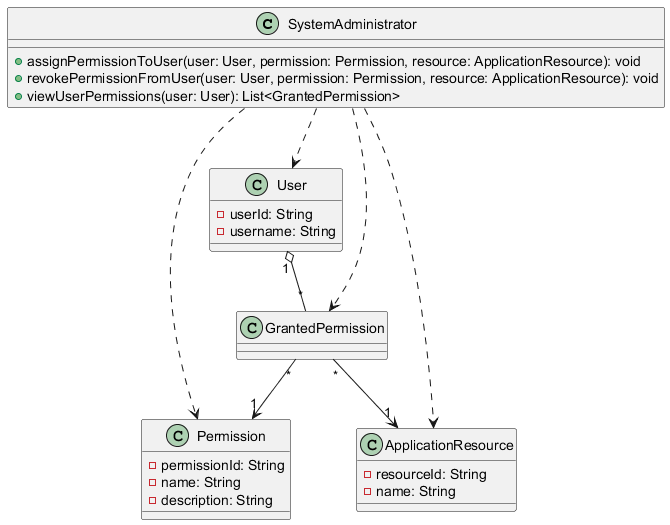 C SystemAdministrator
assignPermissionToUser(user: User, permission: Permission, resource: ApplicationResource): void
revokePermissionFromUser(user: User, permission: Permission, resource: ApplicationResource): void
viewUserPermissions(user: User): List<GrantedPermission>
C User
userId: String
username: String
1
*
C GrantedPermission
* *
1 1
C Permission
permissionId: String
name: String
description: String
C ApplicationResource
resourceId: String
name: String